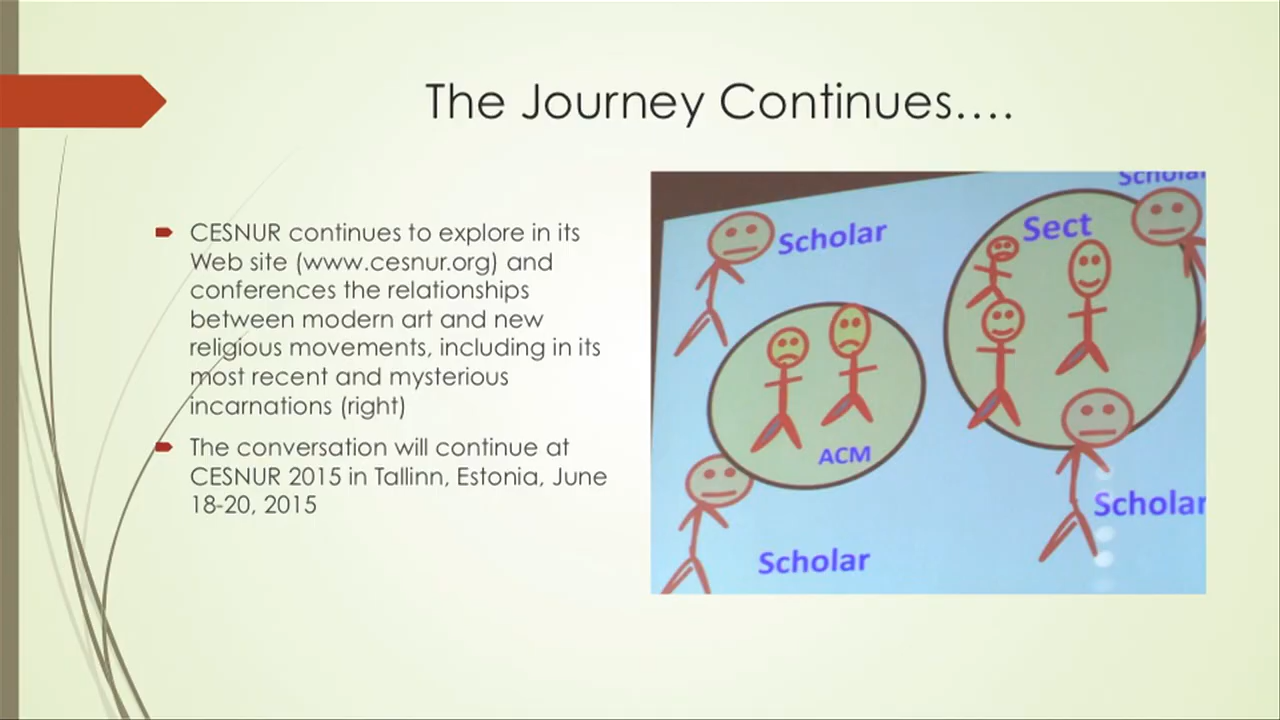 The Journey Continues....
CESNUR continues to explore in its
Web site (www.cesnur.org) and
conferences the relationships
between modern art and new
religious movements, including in its
most recent and mysterious
incarnations (right)
The conversation will continue at
CESNUR 2015 in Tallinn, Estonia, June
18-20, 2015
Scholar
Scholar
Sect
ACM
Scholar
Scholar